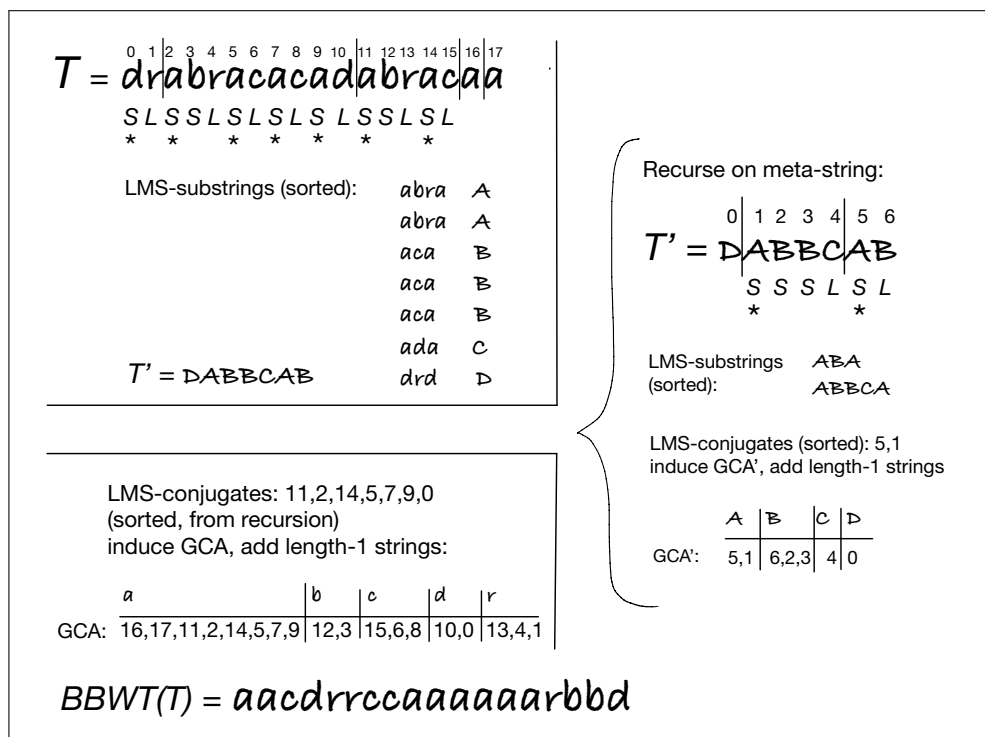 0 1 2 3 4 5 6 7 8 9 10 11 12 13 14 15 16 17
T = dr|abracacad|abrac|a|a
S L S S L S L S L S L S S L S L
* * * * * * *
LMS-substrings (sorted):
abra A
abra A
aca B
aca B
aca B
ada C
drd D
T' = DABBCAB
LMS-conjugates: 11,2,14,5,7,9,0
(sorted, from recursion)
induce GCA, add length-1 strings:
a | b | c | d | r
GCA: 16,17,11,2,14,5,7,9 | 12,3 | 15,6,8 | 10,0 | 13,4,1
Recurse on meta-string:
0 1 2 3 4 5 6
T' = D|ABBC|AB
S S S L S L
* *
LMS-substrings ABA
(sorted): ABBCA
LMS-conjugates (sorted): 5,1
induce GCA', add length-1 strings
A | B | C | D
GCA': 5,1 | 6,2,3 | 4 | 0
BBWT(T) = aacdrrccaaaaaarbbd